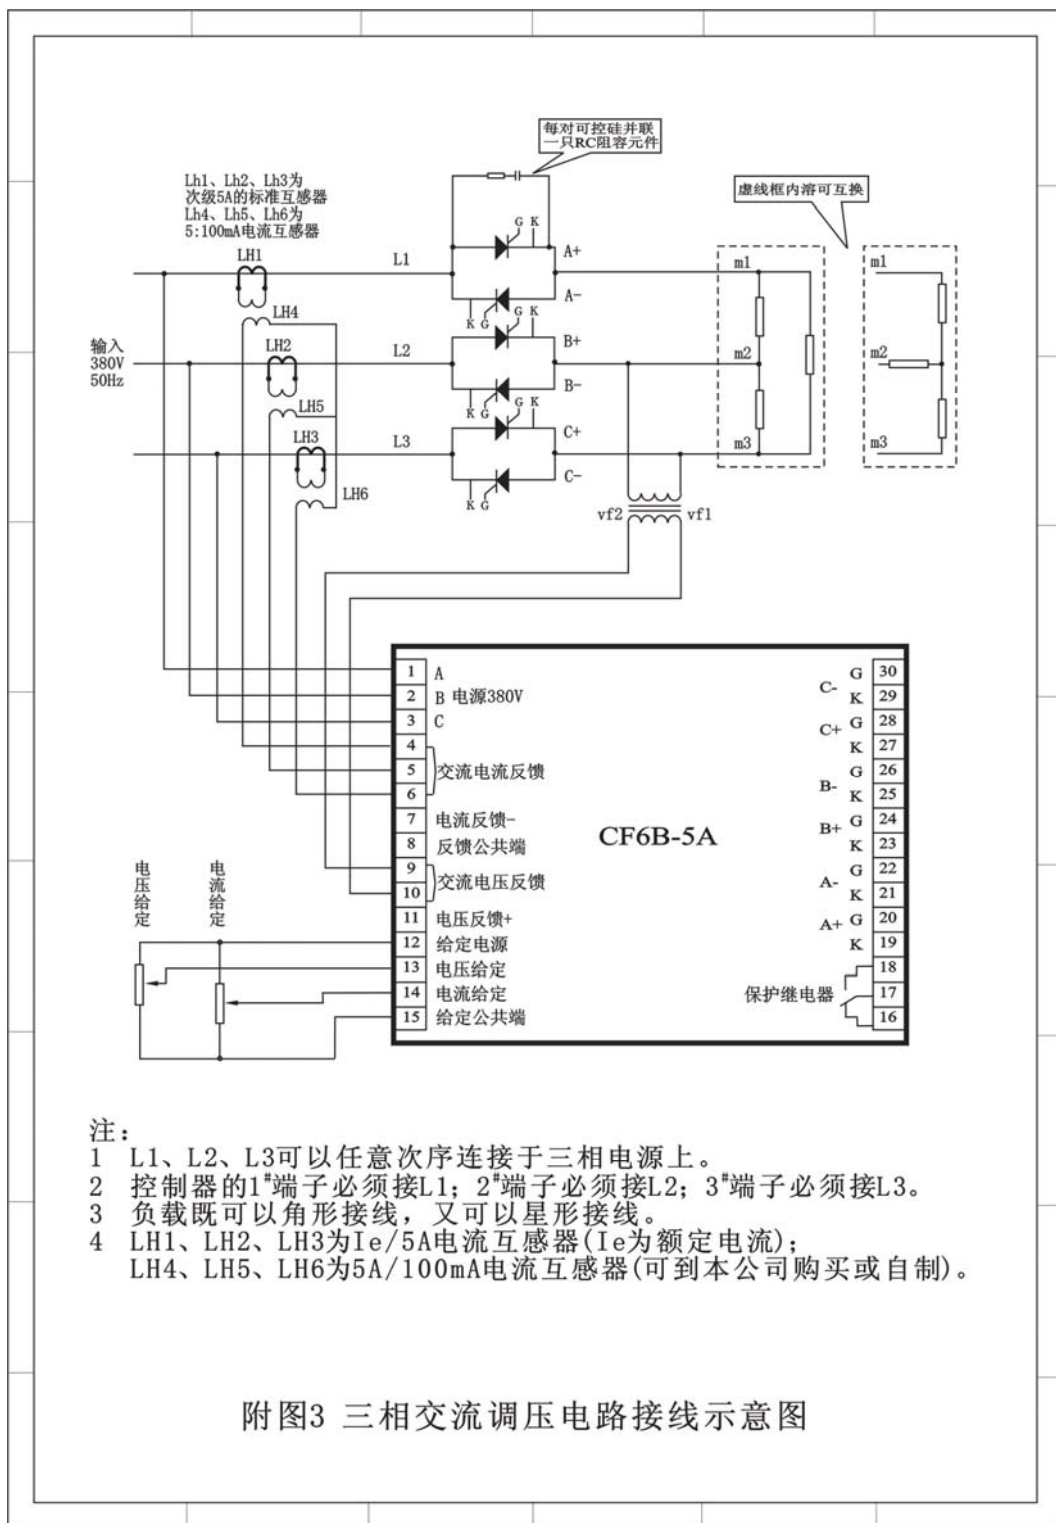 每对可控硅并联
一只RC阻容元件
Lh1、Lh2、Lh3为
次级5A的标准互感器
Lh4、Lh5、Lh6为
5:100mA电流互感器
虚线框内溶可互换
LH1
L1
G K
A+
m1
m1
A-
K G
LH4
G K
输入
380V
50Hz
LH2
L2
B+
m2
m2
B-
K G
G K
LH5
LH3
L3
C+
m3
m3
C-
K G
LH6
vf2
vf1
1 A
2 B 电源380V
3 C
4
5 交流电流反馈
6
7 电流反馈-
8 反馈公共端
9
10 交流电压反馈
11 电压反馈+
12 给定电源
13 电压给定
14 电流给定
15 给定公共端
CF6B-5A
C-
G 30
K 29
C+
G 28
K 27
B-
G 26
K 25
B+
G 24
K 23
A-
G 22
K 21
A+
G 20
K 19
18
保护继电器 17
16
电压给定
电流给定
注：
1 L1、L2、L3可以任意次序连接于三相电源上。
2 控制器的1#端子必须接L1；2#端子必须接L2；3#端子必须接L3。
3 负载既可以角形接线，又可以星形接线。
4 LH1、LH2、LH3为Ie/5A电流互感器(Ie为额定电流)；
LH4、LH5、LH6为5A/100mA电流互感器(可到本公司购买或自制)。
附图3 三相交流调压电路接线示意图